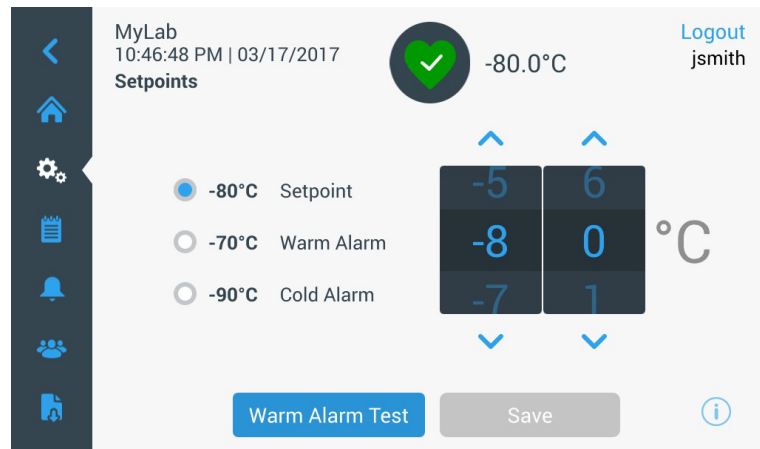 MyLab
10:46:48 PM | 03/17/2017
Setpoints
-80.0°C
Logout
jsmith
-80°C Setpoint
-70°C Warm Alarm
-90°C Cold Alarm
-5 6
-8 0 °C
-7 1
Warm Alarm Test
Save
i